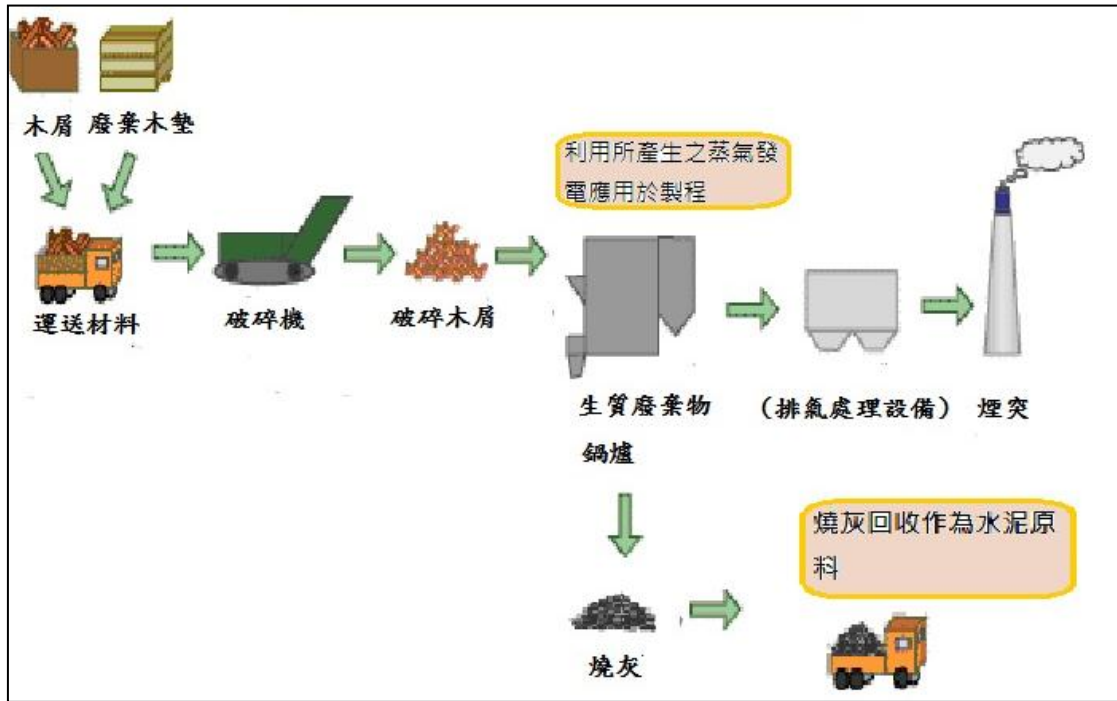 木屑 廢棄木墊
利用所產生之蒸氣發
電應用於製程
運送材料
破碎機
破碎木屑
生質廢棄物
鍋爐
(排氣處理設備)
煙突
燒灰回收作為水泥原
料
燒灰